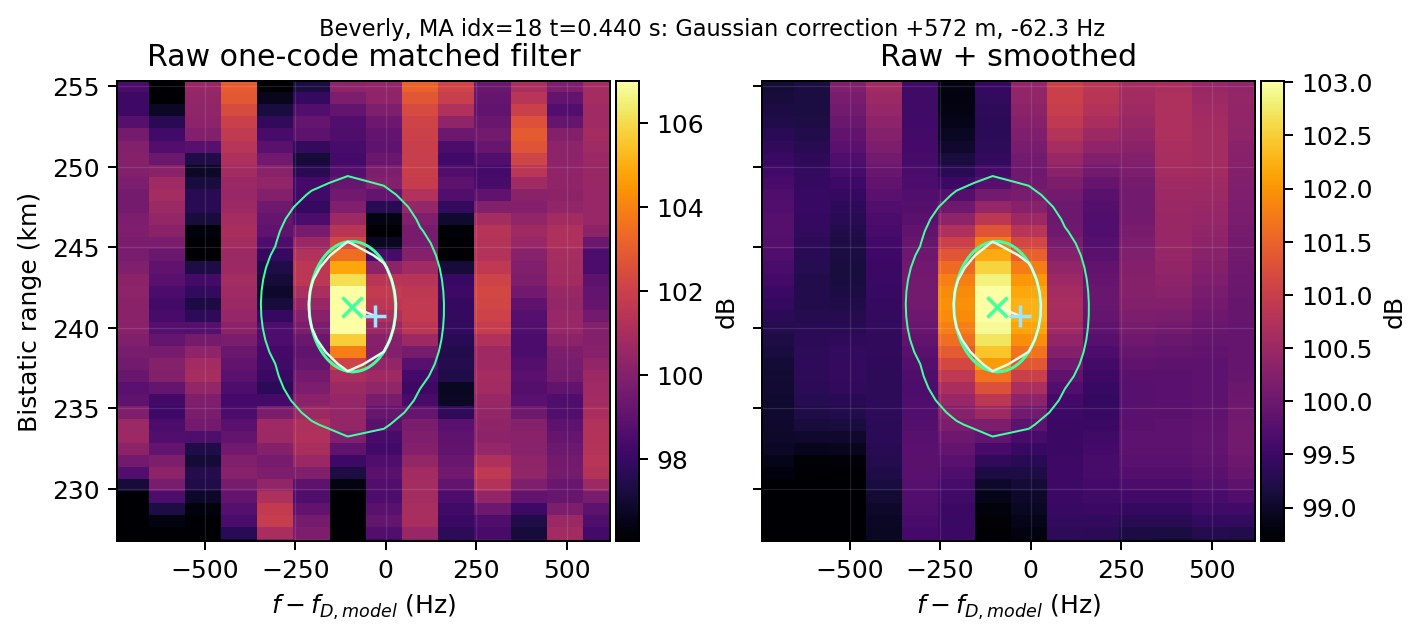 Beverly, MA idx=18 t=0.440 s: Gaussian correction +572 m, -62.3 Hz
Raw one-code matched filter
Raw + smoothed
255
250
245
240
235
230
Bistatic range (km)
−500 −250 0 250 500
f − f_{D, model} (Hz)
106
104
102
100
98
dB
−500 −250 0 250 500
f − f_{D, model} (Hz)
103.0
102.5
102.0
101.5
101.0
100.5
100.0
99.5
99.0
dB